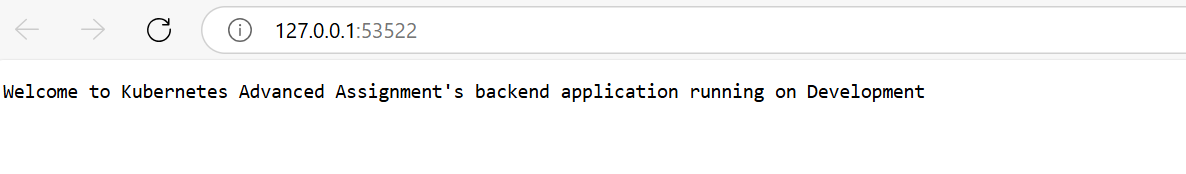 127.0.0.1:53522
Welcome to Kubernetes Advanced Assignment's backend application running on Development